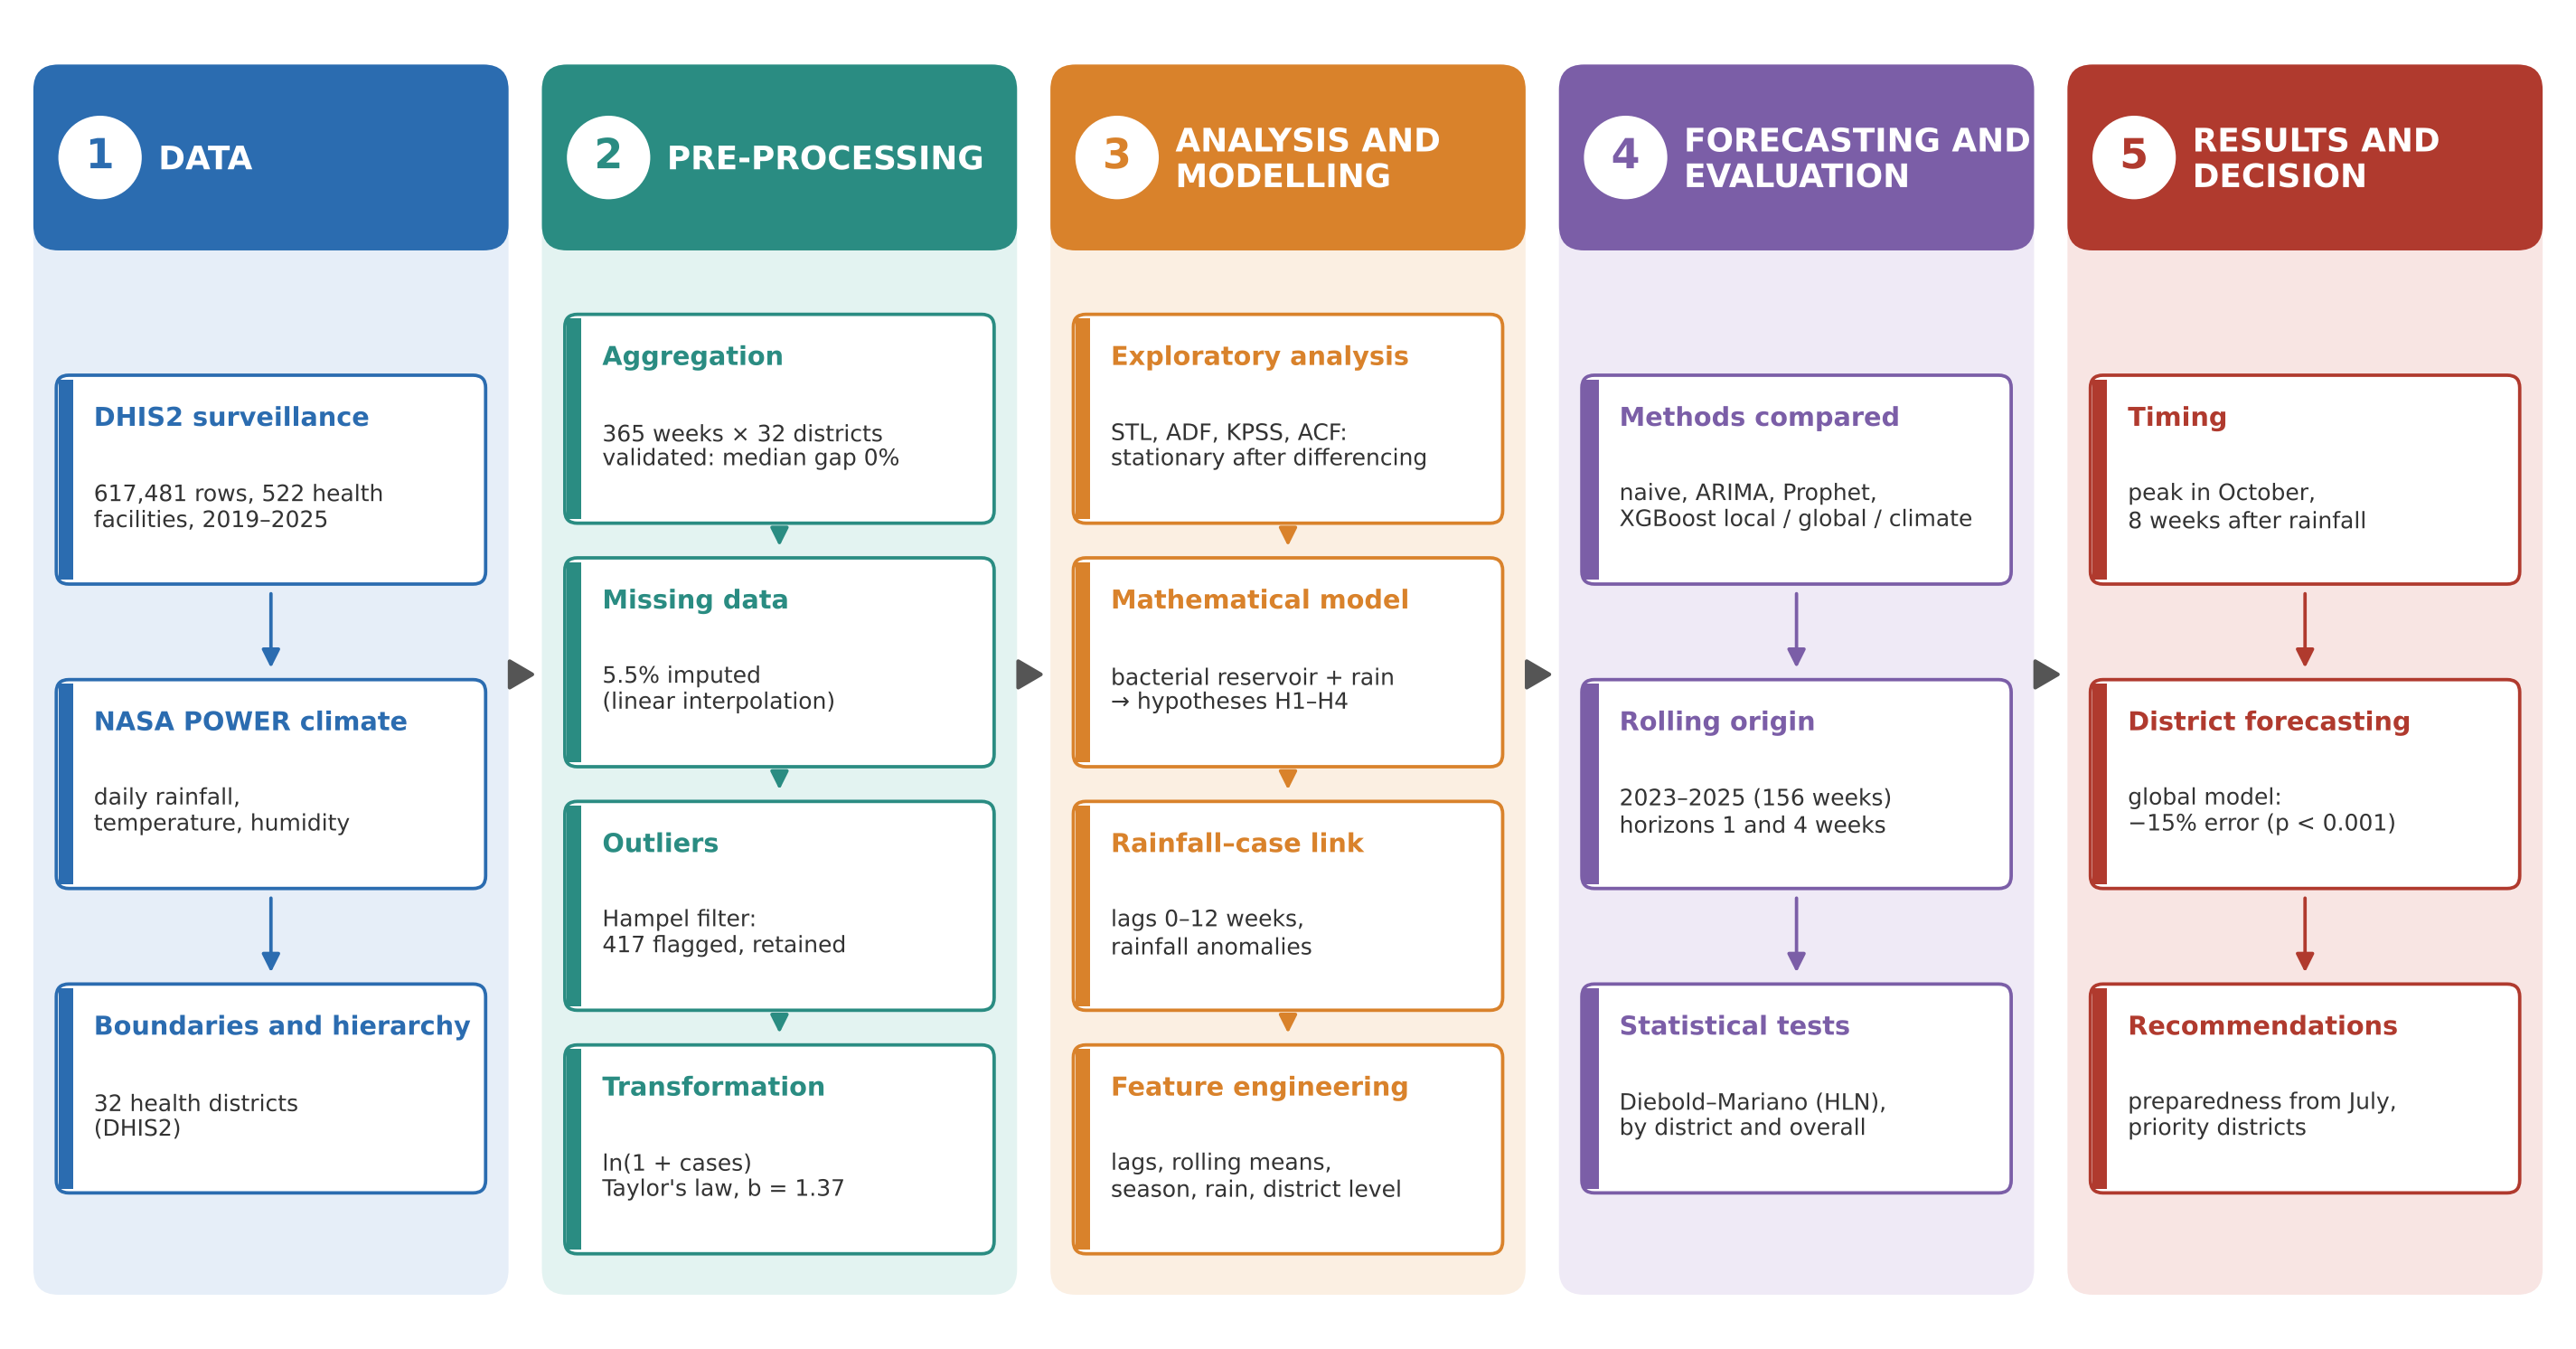 1
DATA
DHIS2 surveillance
617,481 rows, 522 health
facilities, 2019–2025
NASA POWER climate
daily rainfall,
temperature, humidity
Boundaries and hierarchy
32 health districts
(DHIS2)
2
PRE-PROCESSING
Aggregation
365 weeks × 32 districts
validated: median gap 0%
Missing data
5.5% imputed
(linear interpolation)
Outliers
Hampel filter:
417 flagged, retained
Transformation
ln(1 + cases)
Taylor's law, b = 1.37
3
ANALYSIS AND
MODELLING
Exploratory analysis
STL, ADF, KPSS, ACF:
stationary after differencing
Mathematical model
bacterial reservoir + rain
→ hypotheses H1–H4
Rainfall–case link
lags 0–12 weeks,
rainfall anomalies
Feature engineering
lags, rolling means,
season, rain, district level
4
FORECASTING AND
EVALUATION
Methods compared
naive, ARIMA, Prophet,
XGBoost local / global / climate
Rolling origin
2023–2025 (156 weeks)
horizons 1 and 4 weeks
Statistical tests
Diebold–Mariano (HLN),
by district and overall
5
RESULTS AND
DECISION
Timing
peak in October,
8 weeks after rainfall
District forecasting
global model:
−15% error (p < 0.001)
Recommendations
preparedness from July,
priority districts